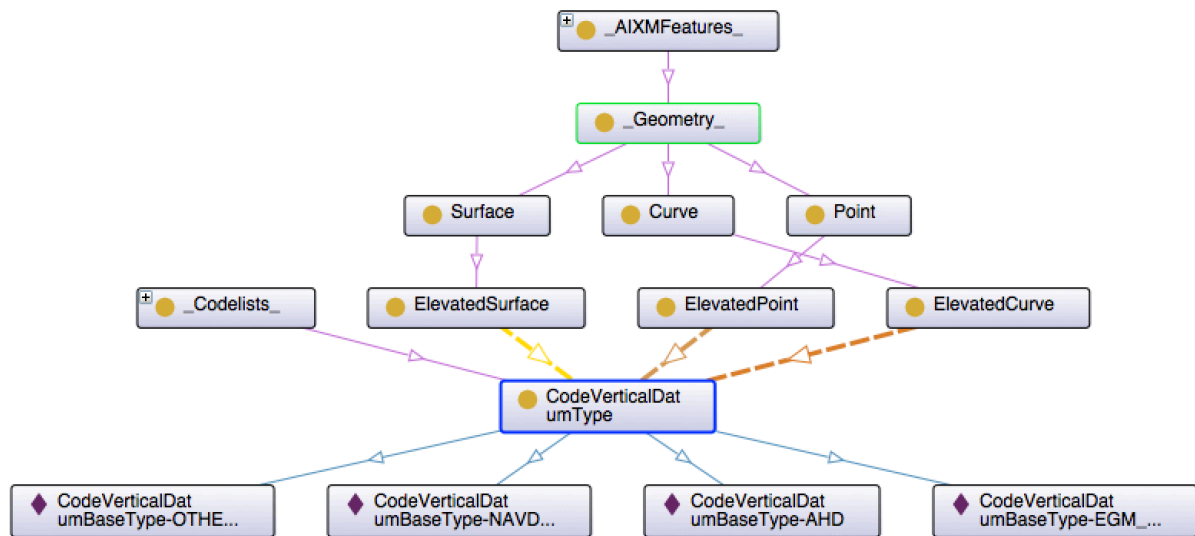 _AIXMFeatures_
_Geometry_
Surface
Curve
Point
_Codelists_
ElevatedSurface
ElevatedPoint
ElevatedCurve
CodeVerticalDat
umType
CodeVerticalDat
umBaseType-OTHE...
CodeVerticalDat
umBaseType-NAVD...
CodeVerticalDat
umBaseType-AHD
CodeVerticalDat
umBaseType-EGM_...